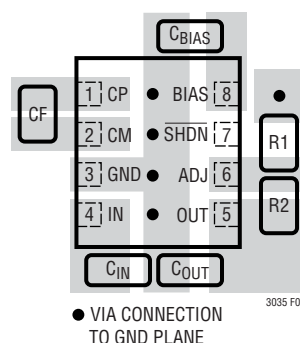 CBIAS
1 CP ● BIAS 8
CF
2 CM ● SHDN 7
R1
3 GND ● ADJ 6
R2
4 IN ● OUT 5
CIN COUT
3035 F0
● VIA CONNECTION
TO GND PLANE